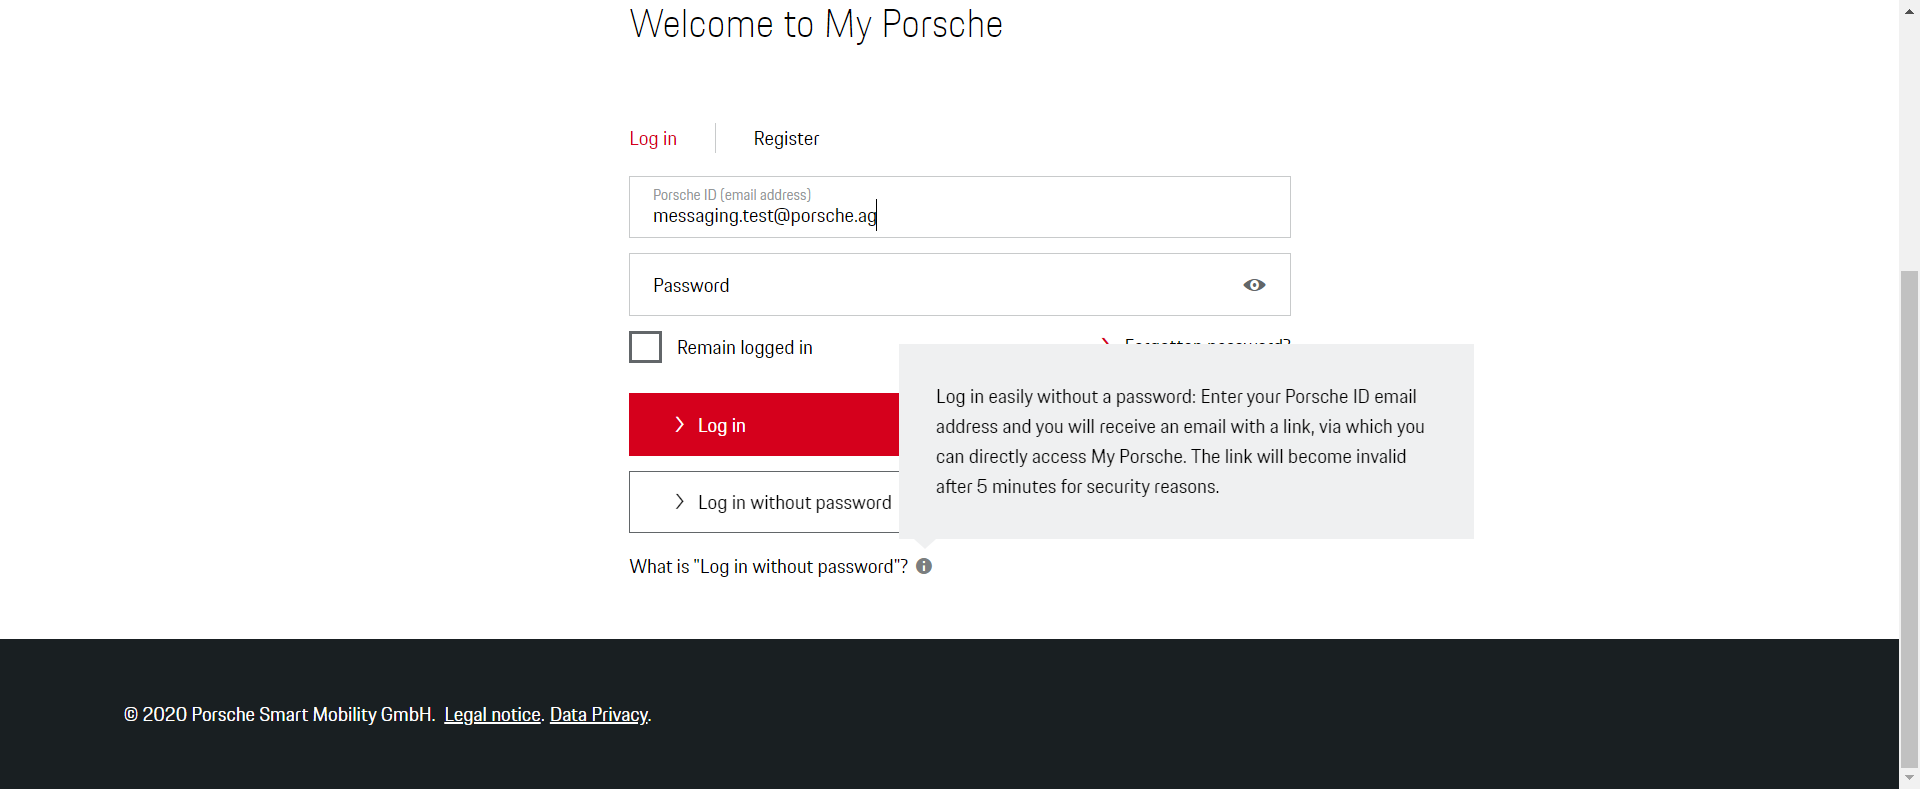 Welcome to My Porsche
Log in
Register
Porsche ID (email address)
messaging.test@porsche.ag
Password
Remain logged in
Forgotten password?
Log in
Log in easily without a password: Enter your Porsche ID email
address and you will receive an email with a link, via which you
can directly access My Porsche. The link will become invalid
after 5 minutes for security reasons.
Log in without password
What is "Log in without password"?
© 2020 Porsche Smart Mobility GmbH. Legal notice. Data Privacy.